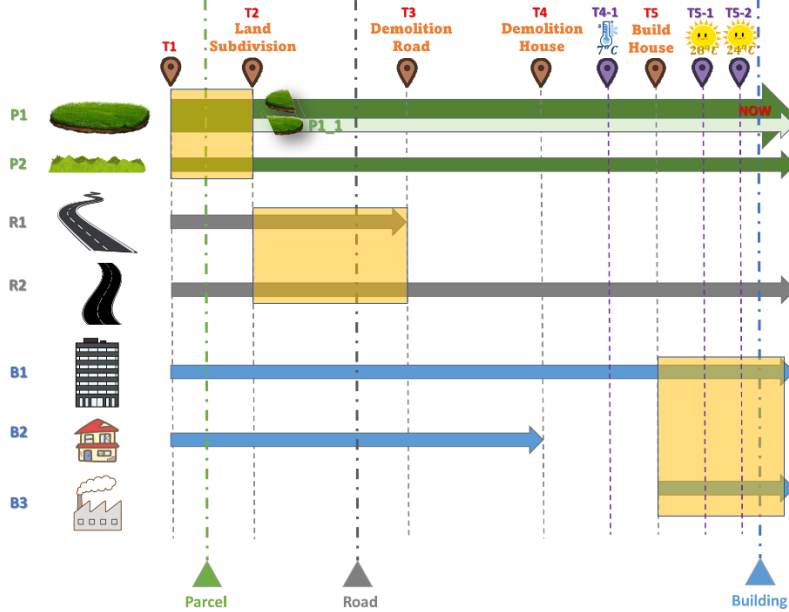 T1
T2
Land
Subdivision
T3
Demolition
Road
T4
Demolition
House
T4-1
7°C
T5
Build
House
T5-1
20°C
T5-2
24°C
P1
P1_1
NOW
P2
R1
R2
B1
B2
B3
Parcel
Road
Building